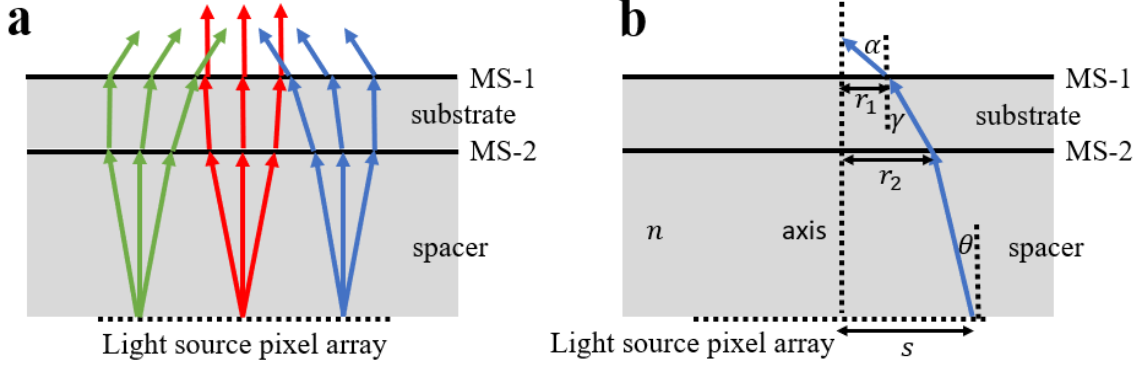 a
MS-1
substrate
MS-2
spacer
Light source pixel array
b
α
MS-1
r₁
γ
substrate
MS-2
r₂
n
axis
θ
spacer
Light source pixel array
s